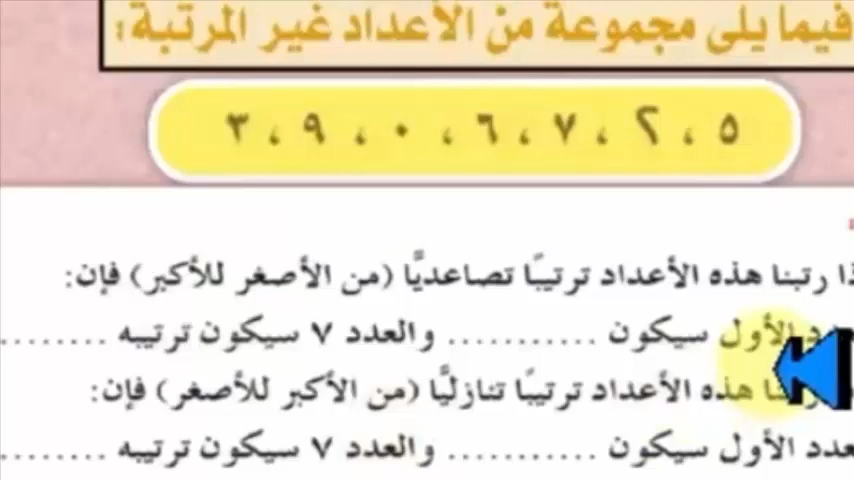 فيما يلى مجموعة من الأعداد غير المرتبة:
٥ ، ٢ ، ٧ ، ٦ ، ٠ ، ٩ ، ٣
رتبنا هذه الأعداد ترتيبًا تصاعديًّا (من الأصغر للأكبر) فإن:
الأول سيكون ........... والعدد ٧ سيكون ترتيبه .........
هذه الأعداد ترتيبًا تنازليًّا (من الأكبر للأصغر) فإن:
الأول سيكون ........... والعدد ٧ سيكون ترتيبه .........